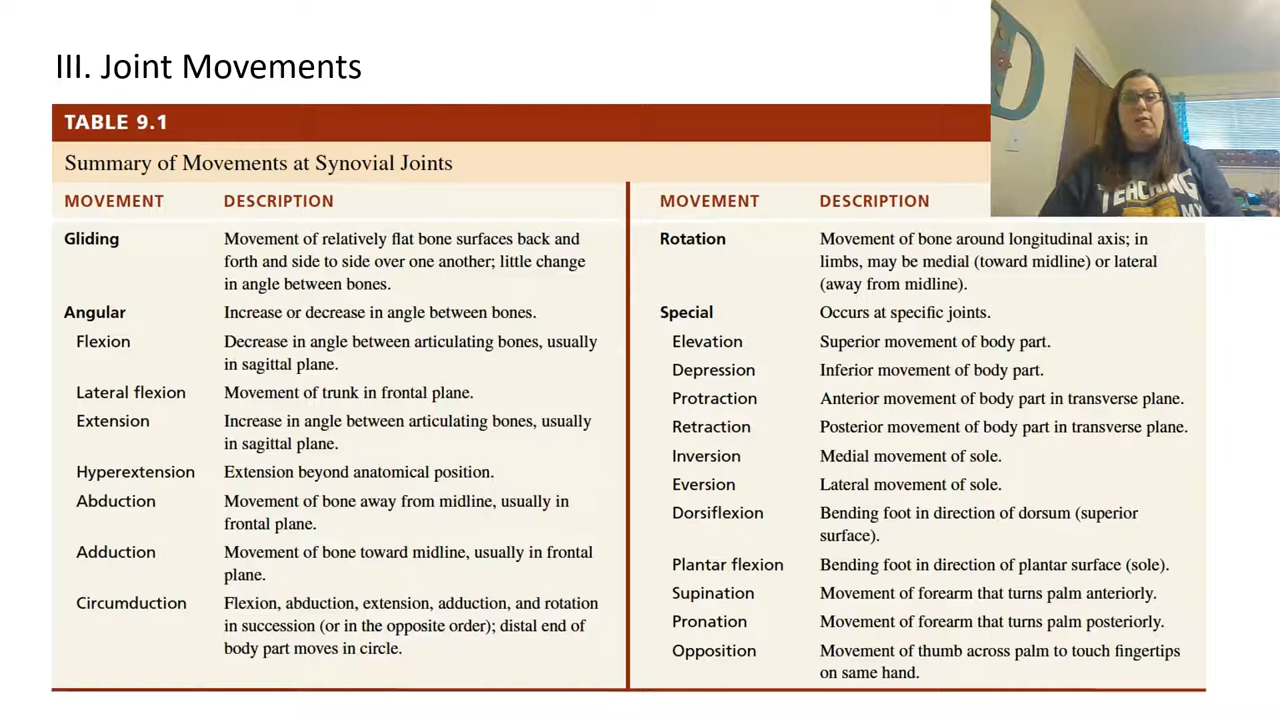 III. Joint Movements
TABLE 9.1
Summary of Movements at Synovial Joints
MOVEMENT DESCRIPTION
Gliding Movement of relatively flat bone surfaces back and
forth and side to side over one another; little change
in angle between bones.
Angular Increase or decrease in angle between bones.
Flexion Decrease in angle between articulating bones, usually
in sagittal plane.
Lateral flexion Movement of trunk in frontal plane.
Extension Increase in angle between articulating bones, usually
in sagittal plane.
Hyperextension Extension beyond anatomical position.
Abduction Movement of bone away from midline, usually in
frontal plane.
Adduction Movement of bone toward midline, usually in frontal
plane.
Circumduction Flexion, abduction, extension, adduction, and rotation
in succession (or in the opposite order); distal end of
body part moves in circle.
MOVEMENT DESCRIPTION
Rotation Movement of bone around longitudinal axis; in
limbs, may be medial (toward midline) or lateral
(away from midline).
Special Occurs at specific joints.
Elevation Superior movement of body part.
Depression Inferior movement of body part.
Protraction Anterior movement of body part in transverse plane.
Retraction Posterior movement of body part in transverse plane.
Inversion Medial movement of sole.
Eversion Lateral movement of sole.
Dorsiflexion Bending foot in direction of dorsum (superior
surface).
Plantar flexion Bending foot in direction of plantar surface (sole).
Supination Movement of forearm that turns palm anteriorly.
Pronation Movement of forearm that turns palm posteriorly.
Opposition Movement of thumb across palm to touch fingertips
on same hand.
D
TEACHING
MY